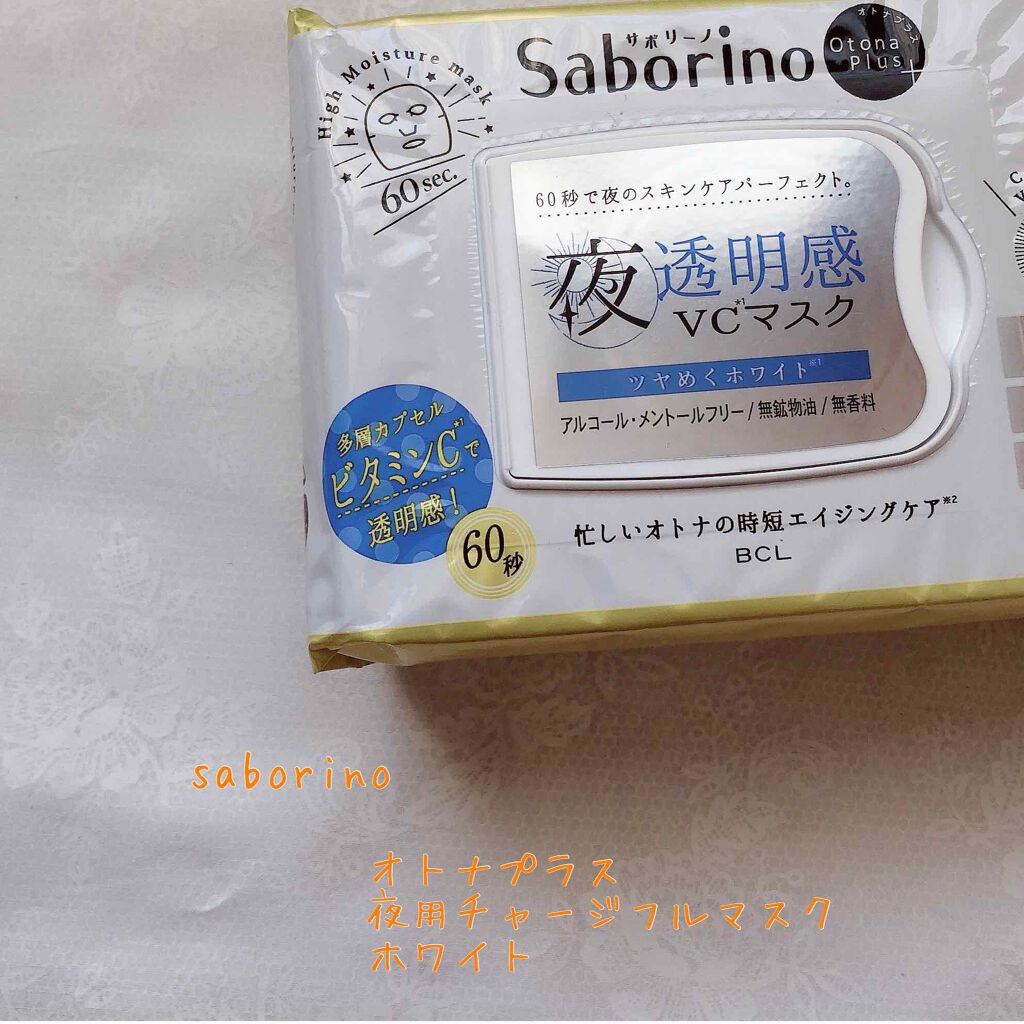 High Moisture mask
60sec.
サボリーノ
Saborino
オトナプラス
Otona
Plus+
60秒で夜のスキンケアパーフェクト。
夜透明感
VC※1マスク
ツヤめくホワイト※1
アルコール・メントールフリー/無鉱物油/無香料
多層カプセル
ビタミンC※1で
透明感!
60秒
忙しいオトナの時短エイジングケア※2
BCL
saborino
オトナプラス
夜用チャージフルマスク
ホワイト